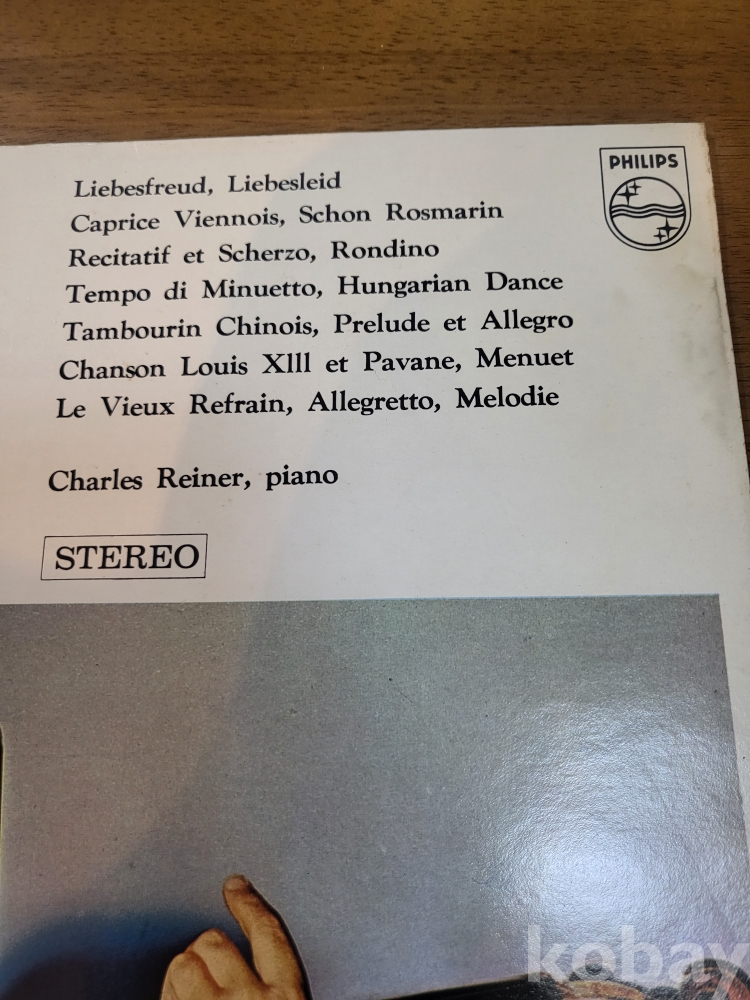 PHILIPS
Liebesfreud, Liebesleid
Caprice Viennois, Schon Rosmarin
Recitatif et Scherzo, Rondino
Tempo di Minuetto, Hungarian Dance
Tambourin Chinois, Prelude et Allegro
Chanson Louis Xlll et Pavane, Menuet
Le Vieux Refrain, Allegretto, Melodie
Charles Reiner, piano
STEREO
kobay